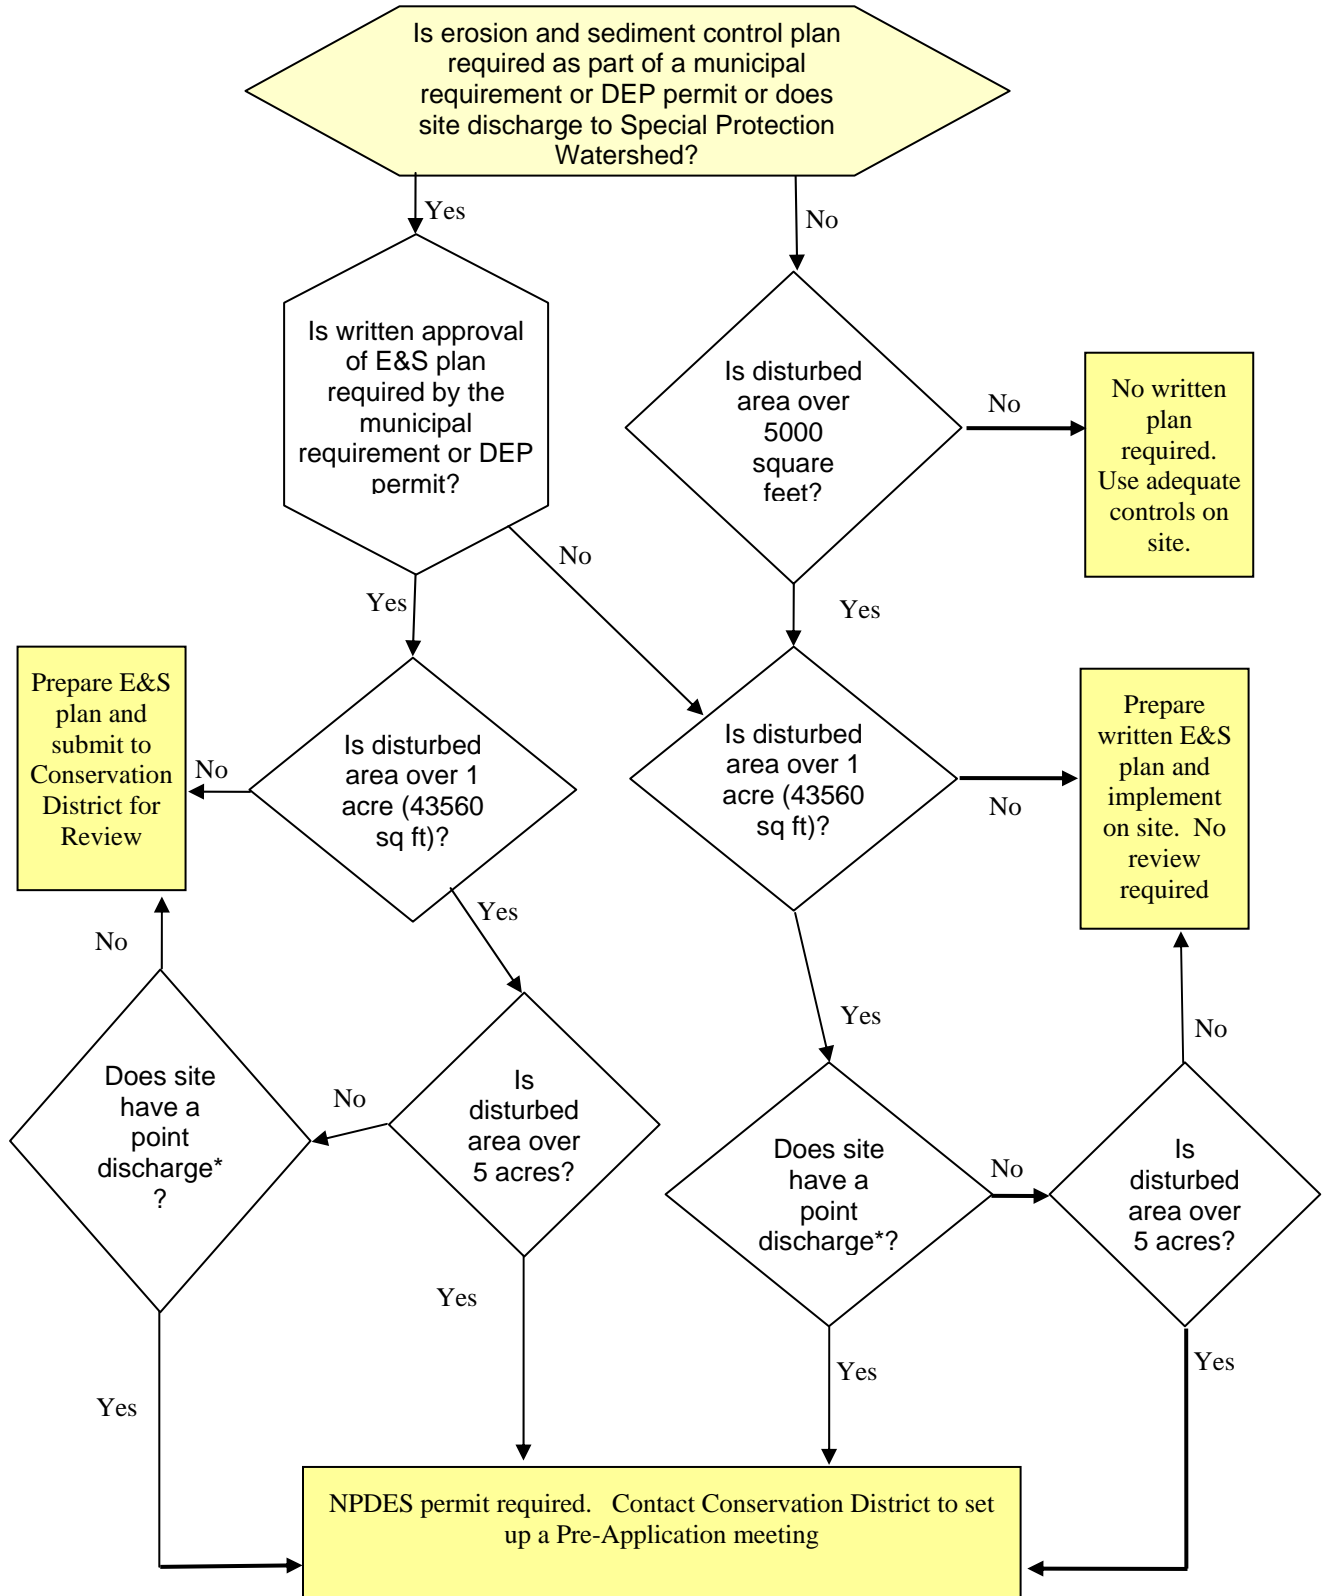 Is erosion and sediment control plan
required as part of a municipal
requirement or DEP permit or does
site discharge to Special Protection
Watershed?
Yes
No
Is written approval
of E&S plan
required by the
municipal
requirement or DEP
permit?
Is disturbed
area over
5000
square
feet?
No
No written
plan
required.
Use adequate
controls on
site.
No
Yes
Yes
Prepare E&S
plan and
submit to
Conservation
District for
Review
No
Is disturbed
area over 1
acre (43560
sq ft)?
Is disturbed
area over 1
acre (43560
sq ft)?
No
Prepare
written E&S
plan and
implement
on site.  No
review
required
Yes
No
Yes
No
Does site
have a
point
discharge*
?
No
Is
disturbed
area over
5 acres?
Does site
have a
point
discharge*?
No
Is
disturbed
area over
5 acres?
Yes
Yes
Yes
Yes
NPDES permit required.   Contact Conservation District to set
up a Pre-Application meeting